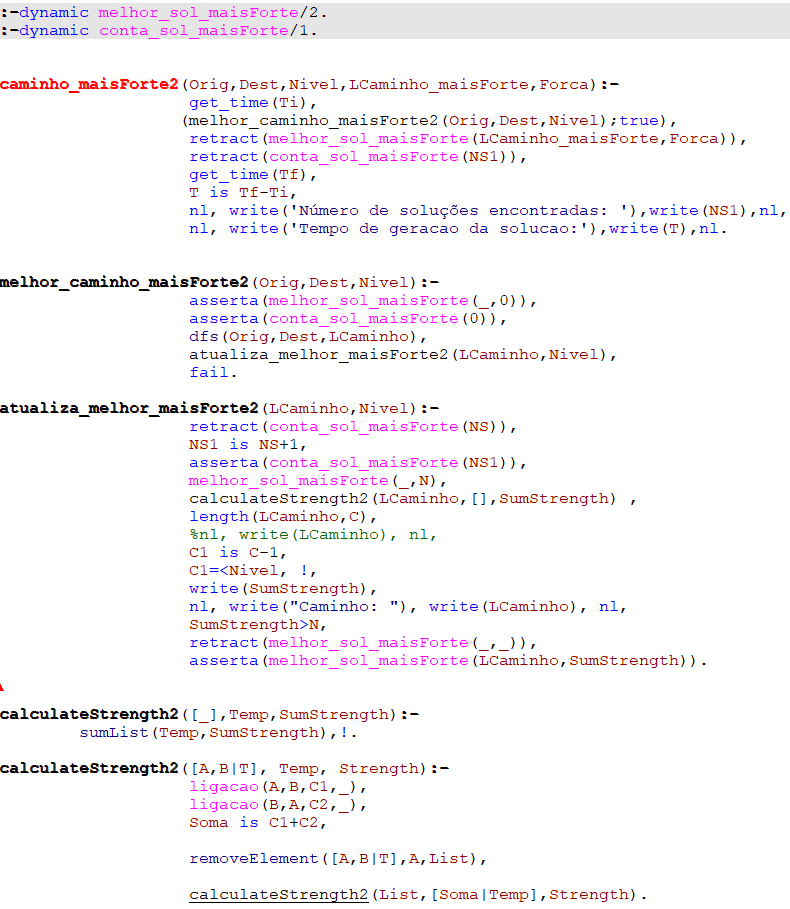 :-dynamic melhor_sol_maisForte/2.
:-dynamic conta_sol_maisForte/1.
caminho_maisForte2(Orig,Dest,Nivel,LCaminho_maisForte,Forca):-
get_time(Ti),
(melhor_caminho_maisForte2(Orig,Dest,Nivel);true),
retract(melhor_sol_maisForte(LCaminho_maisForte,Forca)),
retract(conta_sol_maisForte(NS1)),
get_time(Tf),
T is Tf-Ti,
nl, write('Número de soluções encontradas: '),write(NS1),nl,
nl, write('Tempo de geracao da solucao:'),write(T),nl.
melhor_caminho_maisForte2(Orig,Dest,Nivel):-
asserta(melhor_sol_maisForte(_,0)),
asserta(conta_sol_maisForte(0)),
dfs(Orig,Dest,LCaminho),
atualiza_melhor_maisForte2(LCaminho,Nivel),
fail.
atualiza_melhor_maisForte2(LCaminho,Nivel):-
retract(conta_sol_maisForte(NS)),
NS1 is NS+1,
asserta(conta_sol_maisForte(NS1)),
melhor_sol_maisForte(_,N),
calculateStrength2(LCaminho,[],SumStrength) ,
length(LCaminho,C),
%nl, write(LCaminho), nl,
C1 is C-1,
C1=<Nivel, !,
write(SumStrength),
nl, write("Caminho: "), write(LCaminho), nl,
SumStrength>N,
retract(melhor_sol_maisForte(_,_)),
asserta(melhor_sol_maisForte(LCaminho,SumStrength)).
calculateStrength2([_],Temp,SumStrength):-
sumList(Temp,SumStrength),!.
calculateStrength2([A,B|T], Temp, Strength):-
ligacao(A,B,C1,_),
ligacao(B,A,C2,_),
Soma is C1+C2,
removeElement([A,B|T],A,List),
calculateStrength2(List,[Soma|Temp],Strength).